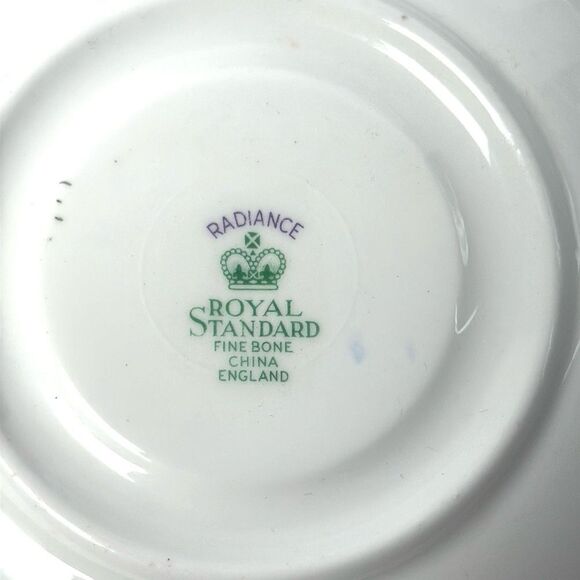 RADIANCE
ROYAL
STANDARD
FINE BONE
CHINA
ENGLAND